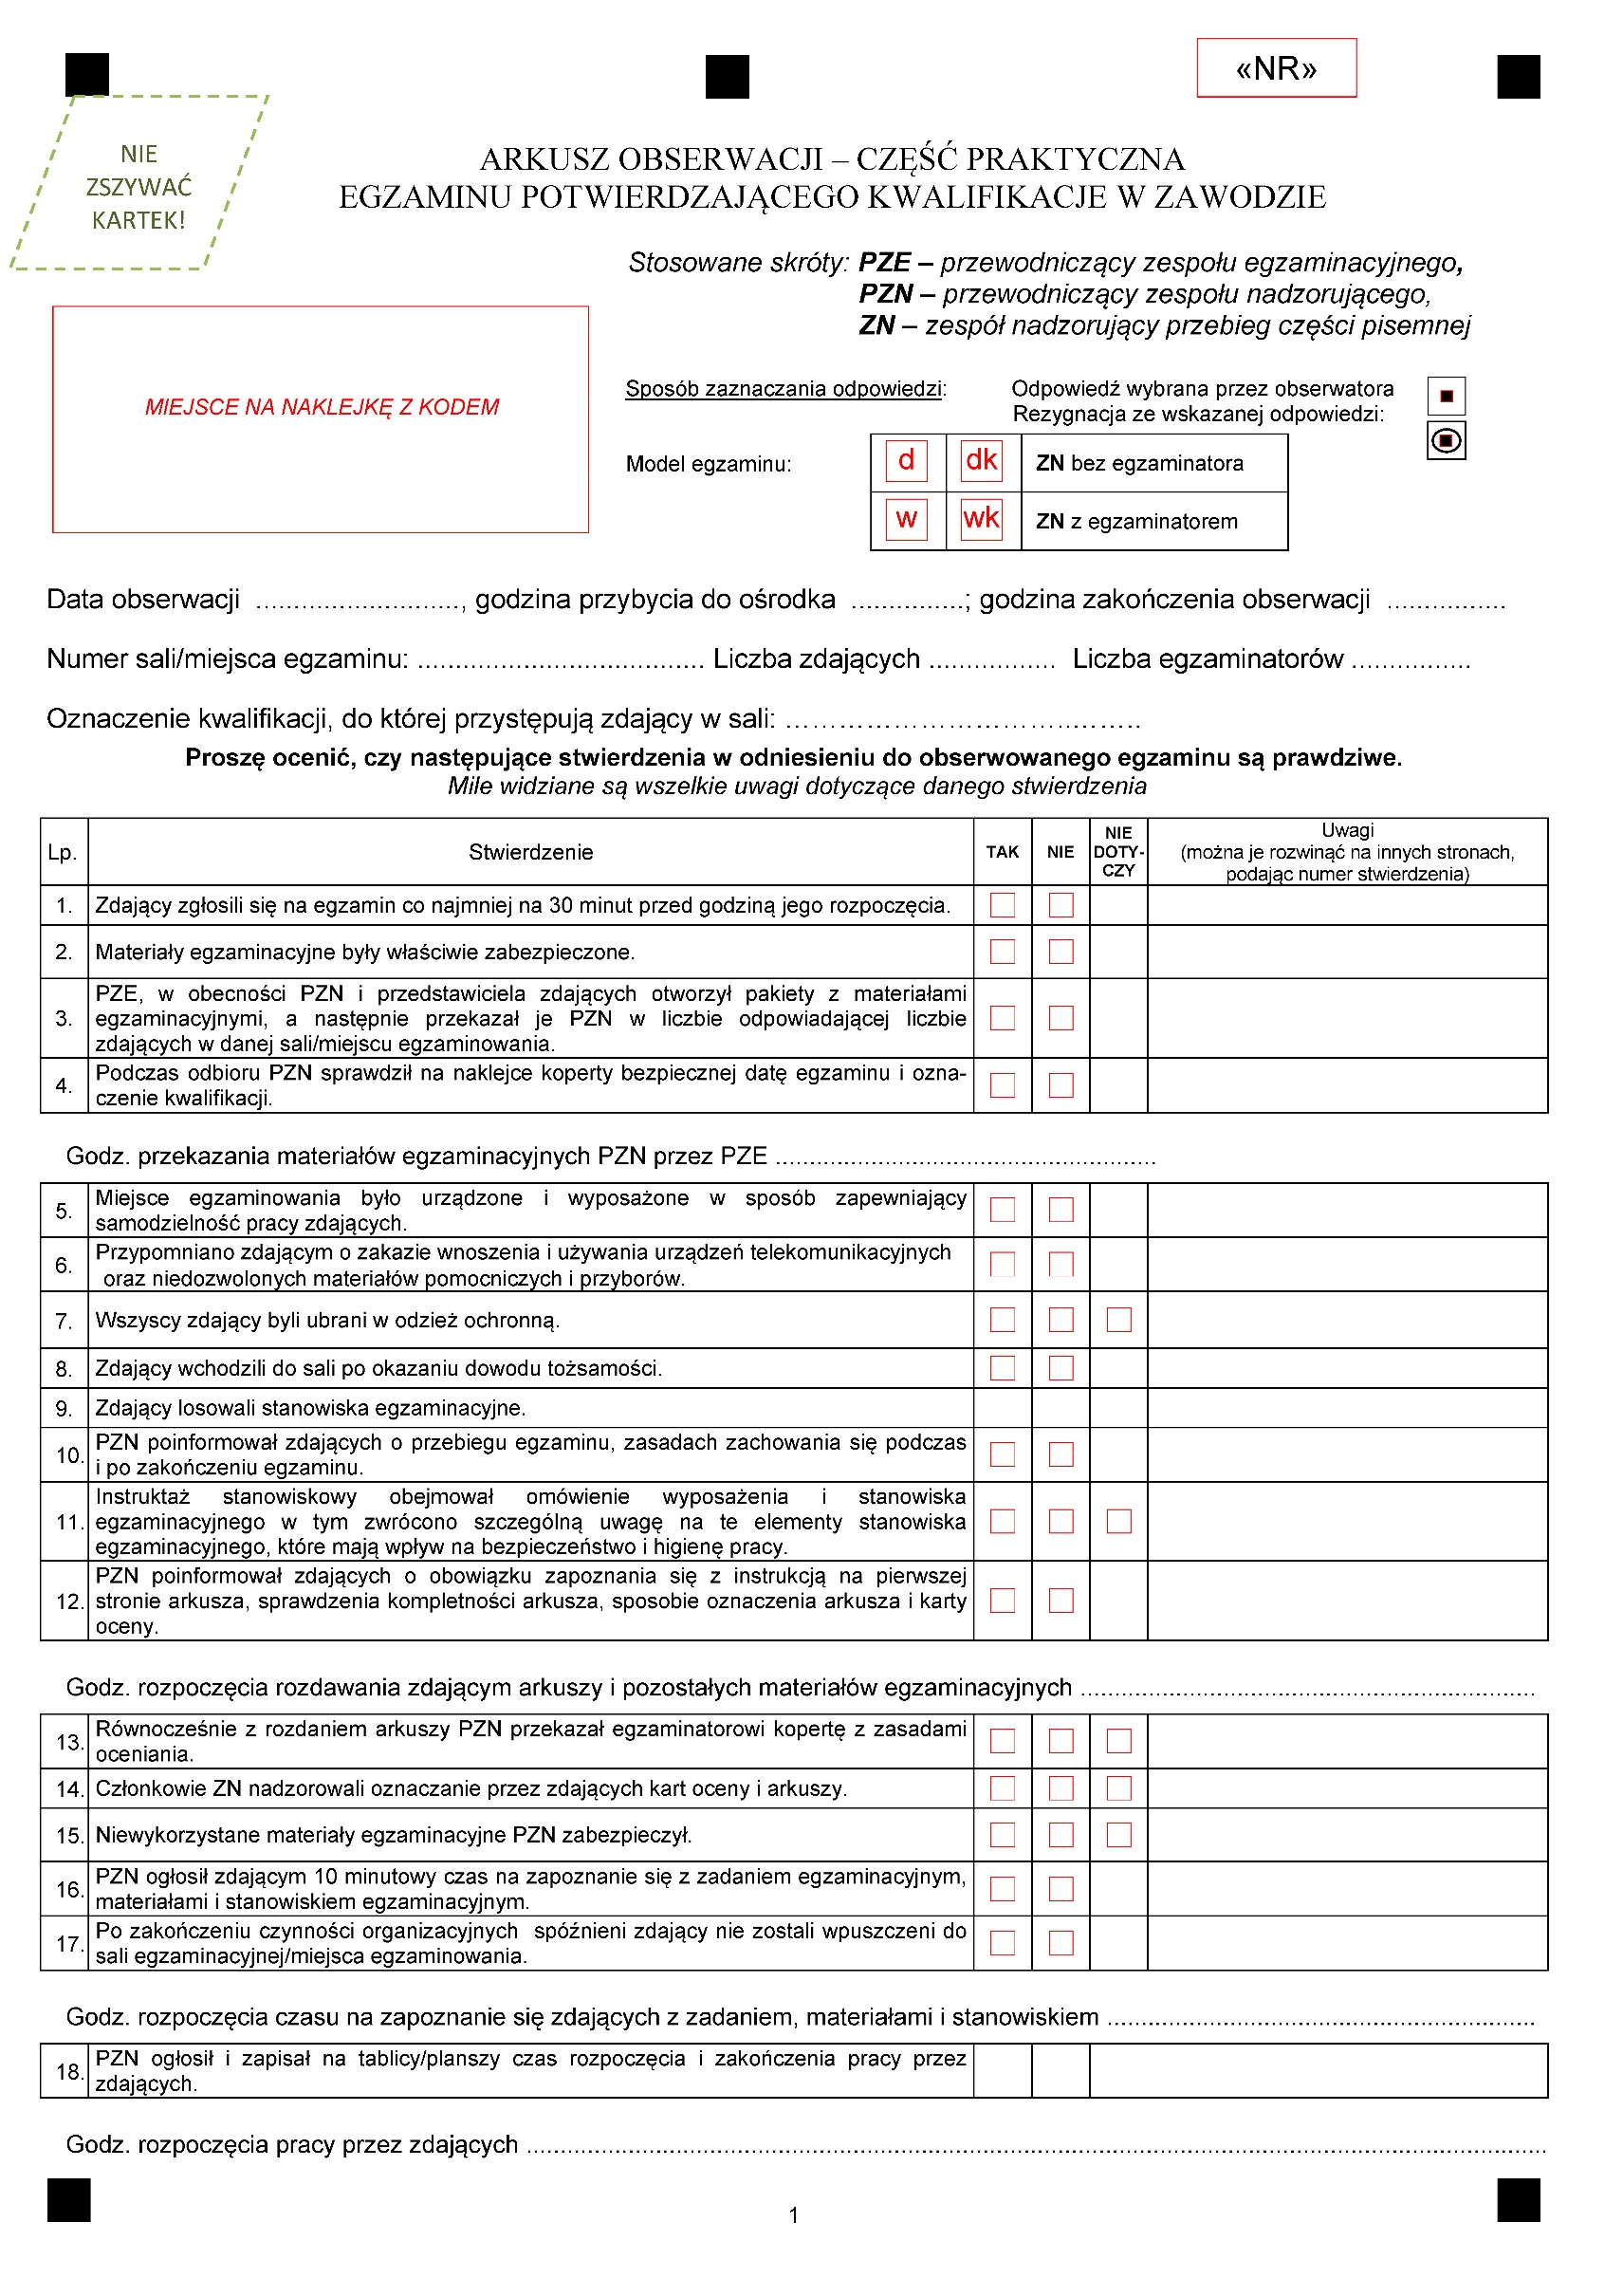 «NR»
NIE
ZSZYWAĆ
KARTEK!
ARKUSZ OBSERWACJI – CZĘŚĆ PRAKTYCZNA
EGZAMINU POTWIERDZAJĄCEGO KWALIFIKACJE W ZAWODZIE
Stosowane skróty: PZE – przewodniczący zespołu egzaminacyjnego,
PZN – przewodniczący zespołu nadzorującego,
ZN – zespół nadzorujący przebieg części pisemnej
MIEJSCE NA NAKLEJKĘ Z KODEM
Sposób zaznaczania odpowiedzi: Odpowiedź wybrana przez obserwatora
Rezygnacja ze wskazanej odpowiedzi:
Model egzaminu: d dk ZN bez egzaminatora
w wk ZN z egzaminatorem
Data obserwacji ..........................., godzina przybycia do ośrodka ...............; godzina zakończenia obserwacji ................
Numer sali/miejsca egzaminu: ...................................... Liczba zdających ................. Liczba egzaminatorów ................
Oznaczenie kwalifikacji, do której przystępują zdający w sali: ……………………………..……..
Proszę ocenić, czy następujące stwierdzenia w odniesieniu do obserwowanego egzaminu są prawdziwe.
Mile widziane są wszelkie uwagi dotyczące danego stwierdzenia
Lp. Stwierdzenie TAK NIE NIE DOTY-CZY Uwagi
(można je rozwinąć na innych stronach,
podając numer stwierdzenia)
1. Zdający zgłosili się na egzamin co najmniej na 30 minut przed godziną jego rozpoczęcia.
2. Materiały egzaminacyjne były właściwie zabezpieczone.
3. PZE, w obecności PZN i przedstawiciela zdających otworzył pakiety z materiałami
egzaminacyjnymi, a następnie przekazał je PZN w liczbie odpowiadającej liczbie
zdających w danej sali/miejscu egzaminowania.
4. Podczas odbioru PZN sprawdził na naklejce koperty bezpiecznej datę egzaminu i ozna-
czenie kwalifikacji.
Godz. przekazania materiałów egzaminacyjnych PZN przez PZE ........................................................
5. Miejsce egzaminowania było urządzone i wyposażone w sposób zapewniający
samodzielność pracy zdających.
6. Przypomniano zdającym o zakazie wnoszenia i używania urządzeń telekomunikacyjnych
oraz niedozwolonych materiałów pomocniczych i przyborów.
7. Wszyscy zdający byli ubrani w odzież ochronną.
8. Zdający wchodzili do sali po okazaniu dowodu tożsamości.
9. Zdający losowali stanowiska egzaminacyjne.
10. PZN poinformował zdających o przebiegu egzaminu, zasadach zachowania się podczas
i po zakończeniu egzaminu.
11. Instruktaż stanowiskowy obejmował omówienie wyposażenia i stanowiska
egzaminacyjnego w tym zwrócono szczególną uwagę na te elementy stanowiska
egzaminacyjnego, które mają wpływ na bezpieczeństwo i higienę pracy.
12. PZN poinformował zdających o obowiązku zapoznania się z instrukcją na pierwszej
stronie arkusza, sprawdzenia kompletności arkusza, sposobie oznaczenia arkusza i karty
oceny.
Godz. rozpoczęcia rozdawania zdającym arkuszy i pozostałych materiałów egzaminacyjnych ..................................................................
13. Równocześnie z rozdaniem arkuszy PZN przekazał egzaminatorowi kopertę z zasadami
oceniania.
14. Członkowie ZN nadzorowali oznaczanie przez zdających kart oceny i arkuszy.
15. Niewykorzystane materiały egzaminacyjne PZN zabezpieczył.
16. PZN ogłosił zdającym 10 minutowy czas na zapoznanie się z zadaniem egzaminacyjnym,
materiałami i stanowiskiem egzaminacyjnym.
17. Po zakończeniu czynności organizacyjnych spóźnieni zdający nie zostali wpuszczeni do
sali egzaminacyjnej/miejsca egzaminowania.
Godz. rozpoczęcia czasu na zapoznanie się zdających z zadaniem, materiałami i stanowiskiem ..............................................................
18. PZN ogłosił i zapisał na tablicy/planszy czas rozpoczęcia i zakończenia pracy przez
zdających.
Godz. rozpoczęcia pracy przez zdających ......................................................................................................................................................
1